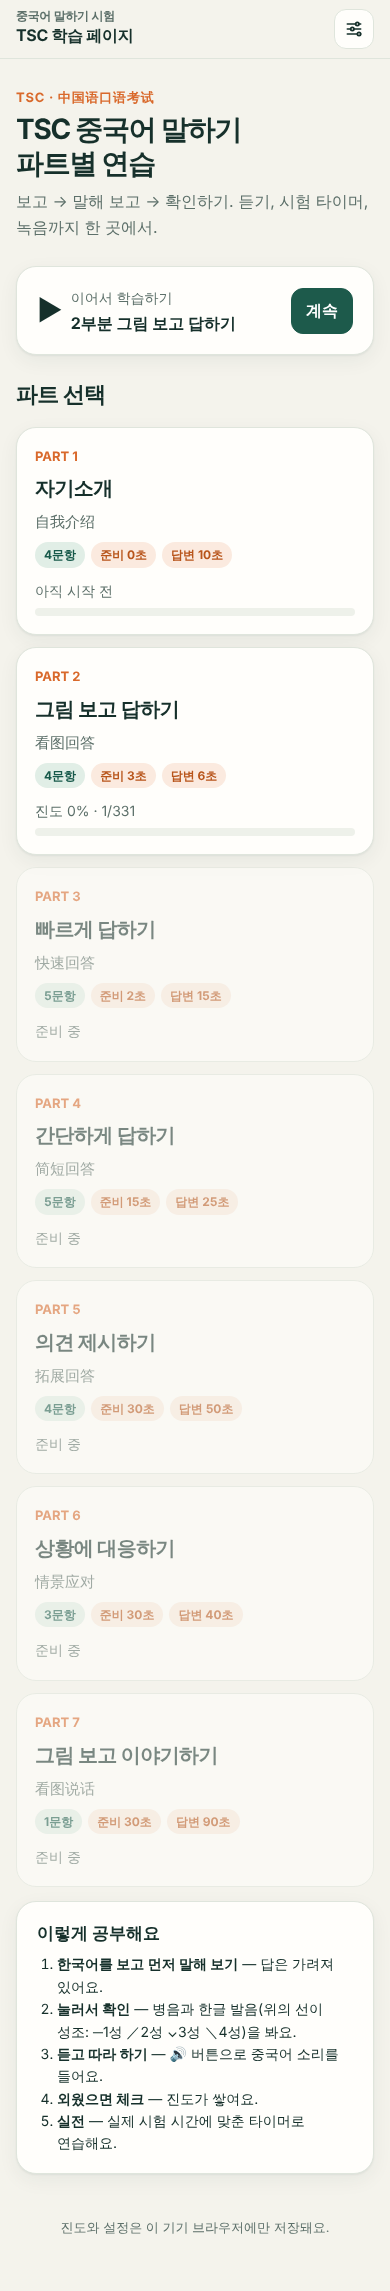 중국어 말하기 시험
TSC 학습 페이지
TSC · 中国语口语考试
TSC 중국어 말하기
파트별 연습
보고 → 말해 보고 → 확인하기. 듣기, 시험 타이머,
녹음까지 한 곳에서.
이어서 학습하기
2부분 그림 보고 답하기
계속
파트 선택
PART 1
자기소개
自我介绍
4문항 준비 0초 답변 10초
아직 시작 전
PART 2
그림 보고 답하기
看图回答
4문항 준비 3초 답변 6초
진도 0% · 1/331
PART 3
빠르게 답하기
快速回答
5문항 준비 2초 답변 15초
준비 중
PART 4
간단하게 답하기
简短回答
5문항 준비 15초 답변 25초
준비 중
PART 5
의견 제시하기
拓展回答
4문항 준비 30초 답변 50초
준비 중
PART 6
상황에 대응하기
情景应对
3문항 준비 30초 답변 40초
준비 중
PART 7
그림 보고 이야기하기
看图说话
1문항 준비 30초 답변 90초
준비 중
이렇게 공부해요
1. 한국어를 보고 먼저 말해 보기 — 답은 가려져
있어요.
2. 눌러서 확인 — 병음과 한글 발음(위의 선이
성조: ─1성 ／2성 ⌵3성 ＼4성)을 봐요.
3. 듣고 따라 하기 — 🔊 버튼으로 중국어 소리를
들어요.
4. 외웠으면 체크 — 진도가 쌓여요.
5. 실전 — 실제 시험 시간에 맞춘 타이머로
연습해요.
진도와 설정은 이 기기 브라우저에만 저장돼요.